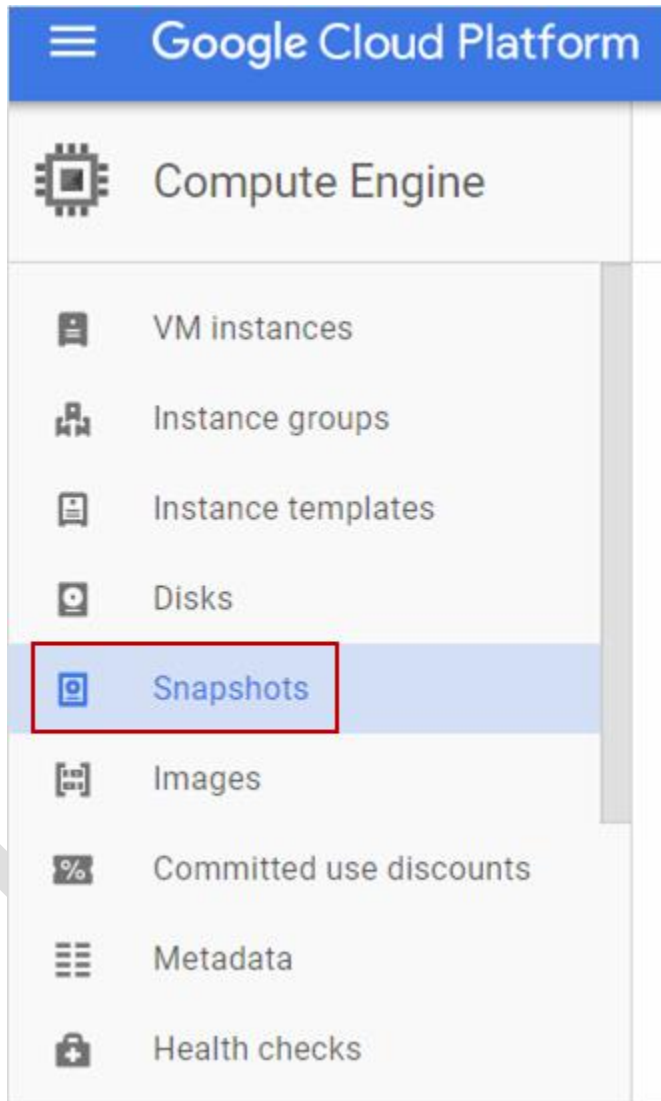 Google Cloud Platform
Compute Engine
VM instances
Instance groups
Instance templates
Disks
Snapshots
Images
% Committed use discounts
Metadata
Health checks